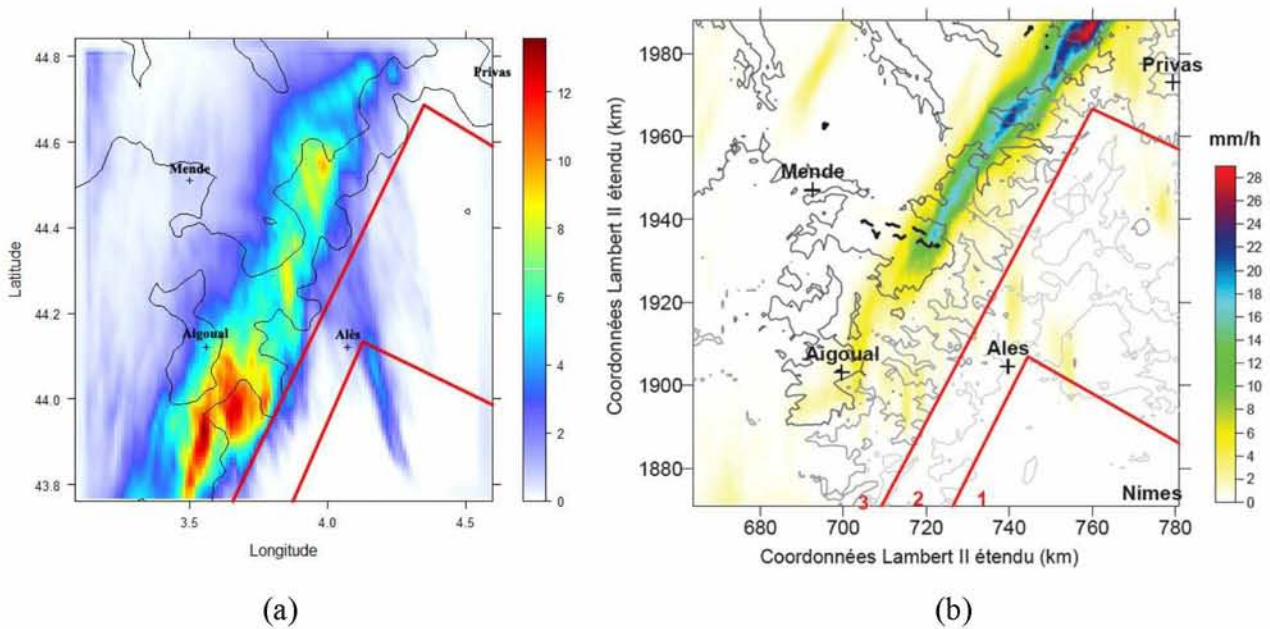 44.8
44.6
44.4
44.2
44.0
43.8
Latitude
3.5
4.0
4.5
Longitude
Privas
Mende
Aigoual
Alès
12
10
8
6
4
2
0
(a)
1980
1960
1940
1920
1900
1880
Coordonnées Lambert II étendu (km)
680
700
720
740
760
780
Coordonnées Lambert II étendu (km)
Privas
Mende
Aigoual
Ales
Nimes
3
2
1
mm/h
28
26
24
22
20
18
16
14
12
10
8
6
4
2
0
(b)